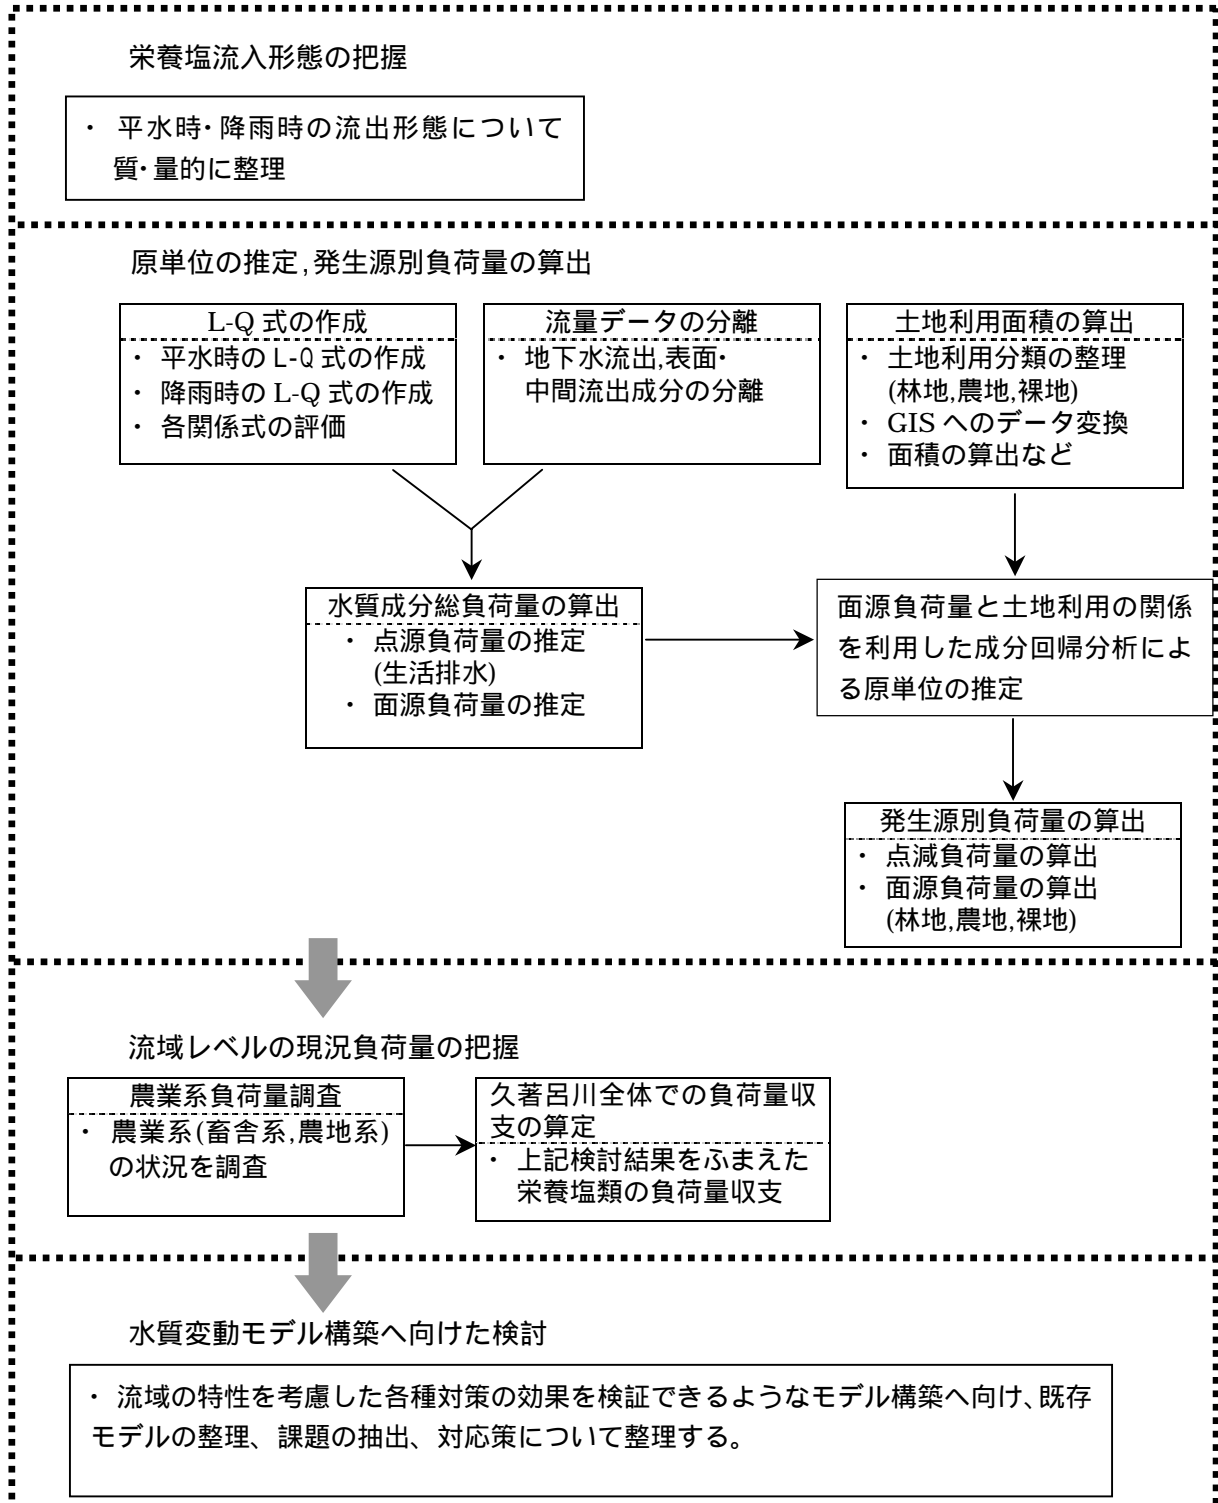 栄養塩流入形態の把握
・ 平水時・降雨時の流出形態について
質・量的に整理
原単位の推定,発生源別負荷量の算出
L-Q 式の作成
・ 平水時の L-Q 式の作成
・ 降雨時の L-Q 式の作成
・ 各関係式の評価
流量データの分離
・ 地下水流出,表面・
中間流出成分の分離
土地利用面積の算出
・ 土地利用分類の整理
(林地,農地,裸地)
・ GIS へのデータ変換
・ 面積の算出など
水質成分総負荷量の算出
・ 点源負荷量の推定
(生活排水)
・ 面源負荷量の推定
面源負荷量と土地利用の関係
を利用した成分回帰分析によ
る原単位の推定
発生源別負荷量の算出
・ 点減負荷量の算出
・ 面源負荷量の算出
(林地,農地,裸地)
流域レベルの現況負荷量の把握
農業系負荷量調査
・ 農業系(畜舎系,農地系)
の状況を調査
久著呂川全体での負荷量収
支の算定
・ 上記検討結果をふまえた
栄養塩類の負荷量収支
水質変動モデル構築へ向けた検討
・ 流域の特性を考慮した各種対策の効果を検証できるようなモデル構築へ向け、既存
モデルの整理、課題の抽出、対応策について整理する。